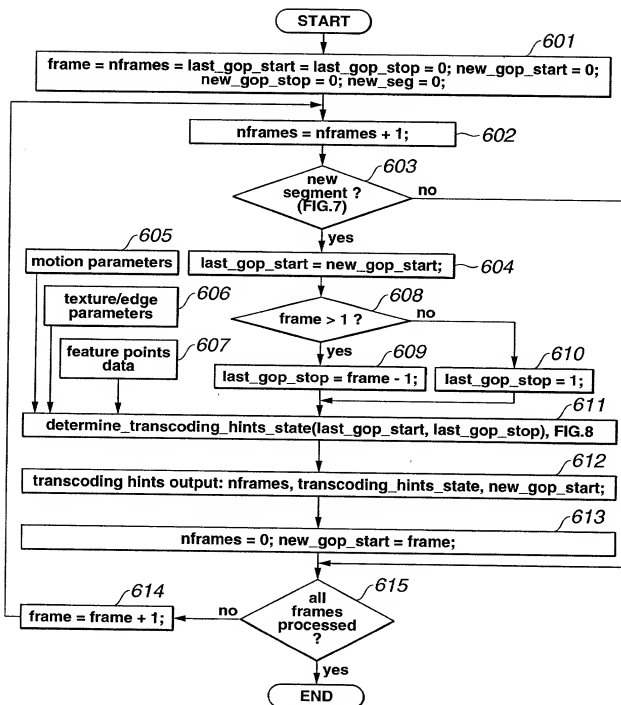 START
601
frame = nframes = last_gop_start = last_gop_stop = 0; new_gop_start = 0;
new_gop_stop = 0; new_seg = 0;
nframes = nframes + 1;
602
603
new
segment ?
(FIG.7)
no
yes
605
motion parameters
last_gop_start = new_gop_start;
604
606
texture/edge
parameters
608
frame > 1 ?
no
yes
607
feature points
data
609
last_gop_stop = frame - 1;
610
last_gop_stop = 1;
611
determine_transcoding_hints_state(last_gop_start, last_gop_stop), FIG.8
612
transcoding hints output: nframes, transcoding_hints_state, new_gop_start;
613
nframes = 0; new_gop_start = frame;
614
frame = frame + 1;
no
615
all
frames
processed
?
yes
END